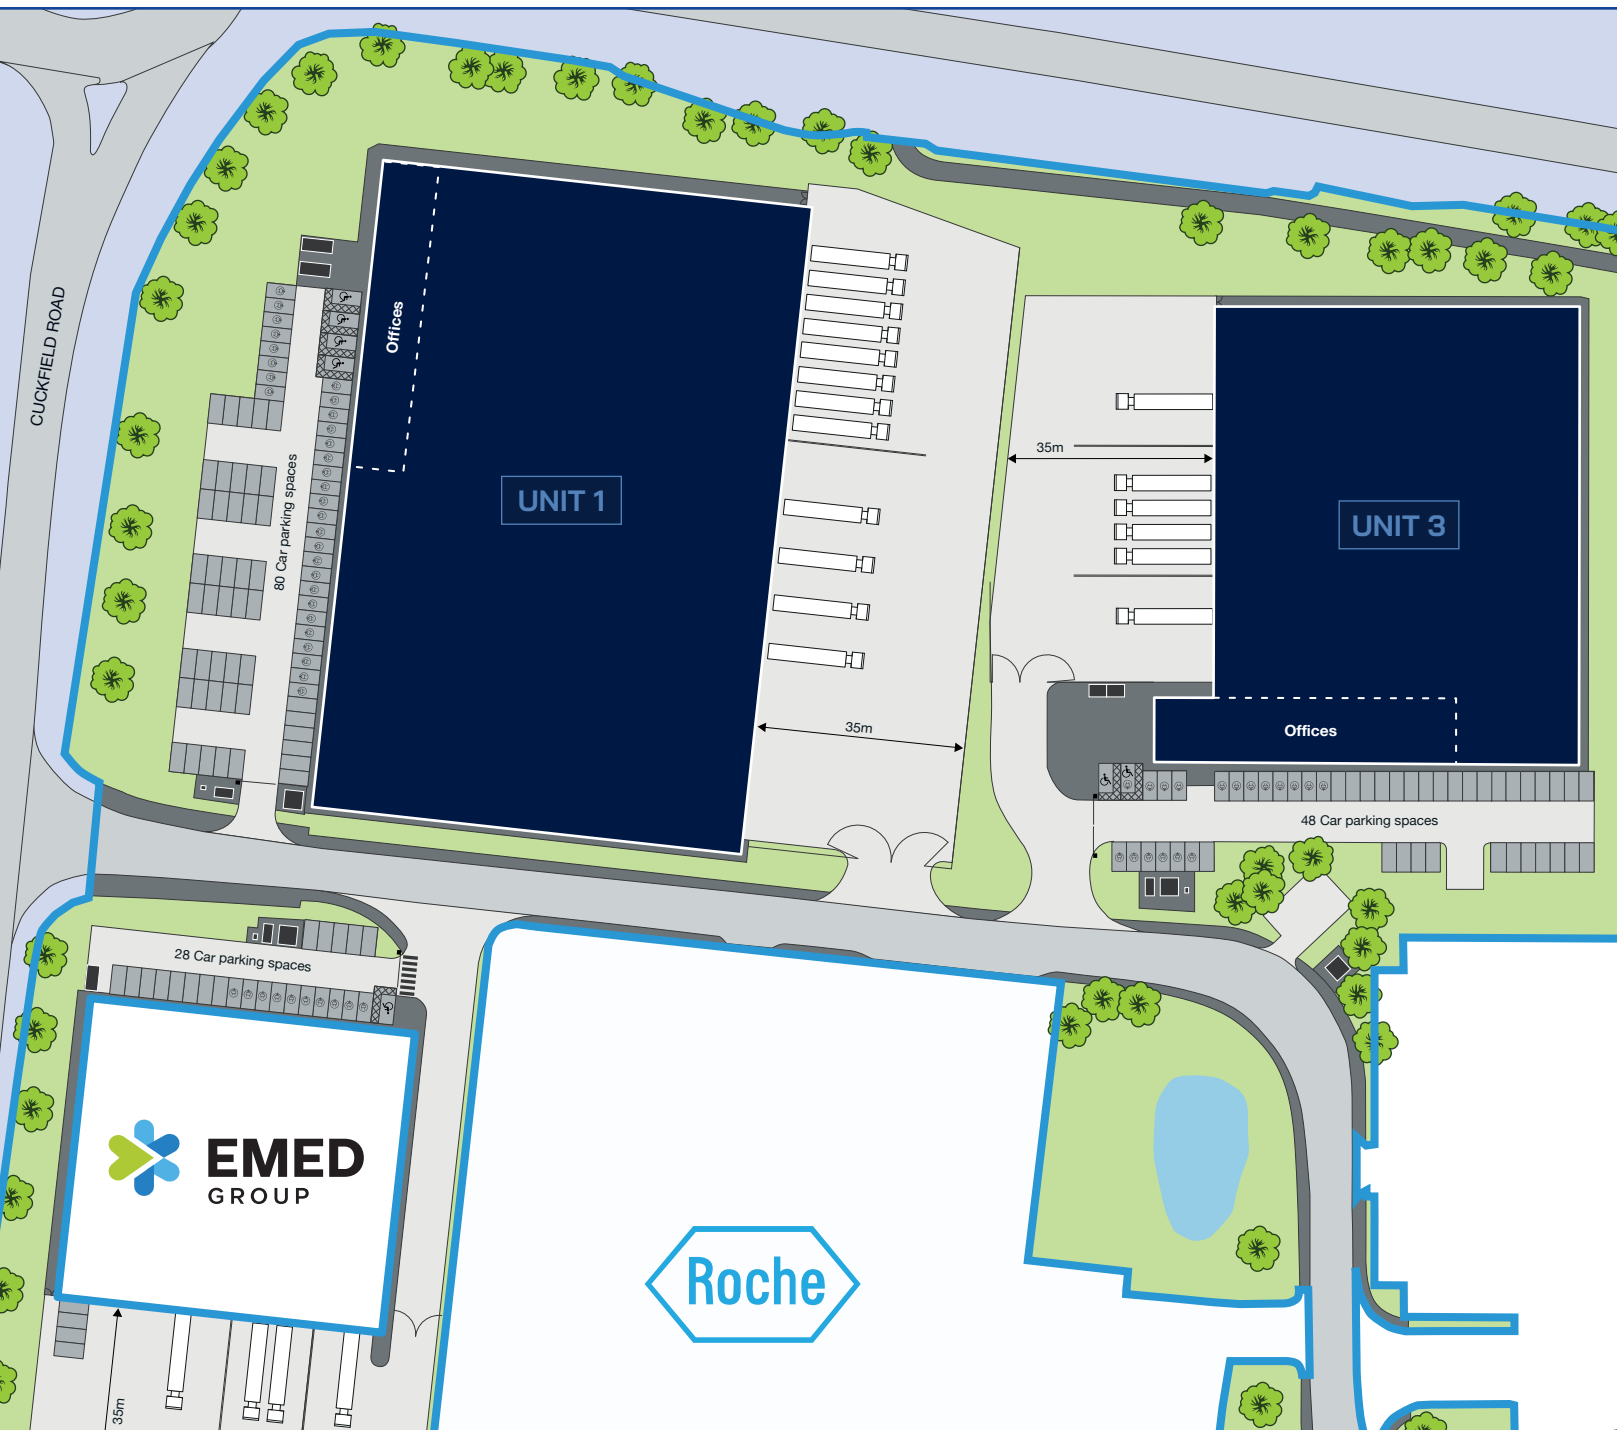 CUCKFIELD ROAD
Offices
UNIT 1
80 Car parking spaces
35m
35m
UNIT 3
Offices
48 Car parking spaces
28 Car parking spaces
EMED
GROUP
Roche
35m